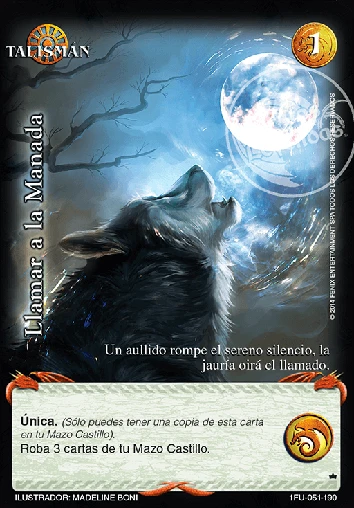 TALISMÁN
1
Llamar a la Manada
© 2014 FENIX ENTERTAINMENT SPA TODOS LOS DERECHOS RESERVADOS
Un aullido rompe el sereno silencio, la
jauría oirá el llamado.
Única. (Sólo puedes tener una copia de esta carta
en tu Mazo Castillo).
Roba 3 cartas de tu Mazo Castillo.
ILUSTRADOR: MADELINE BONI
1FU-051-190